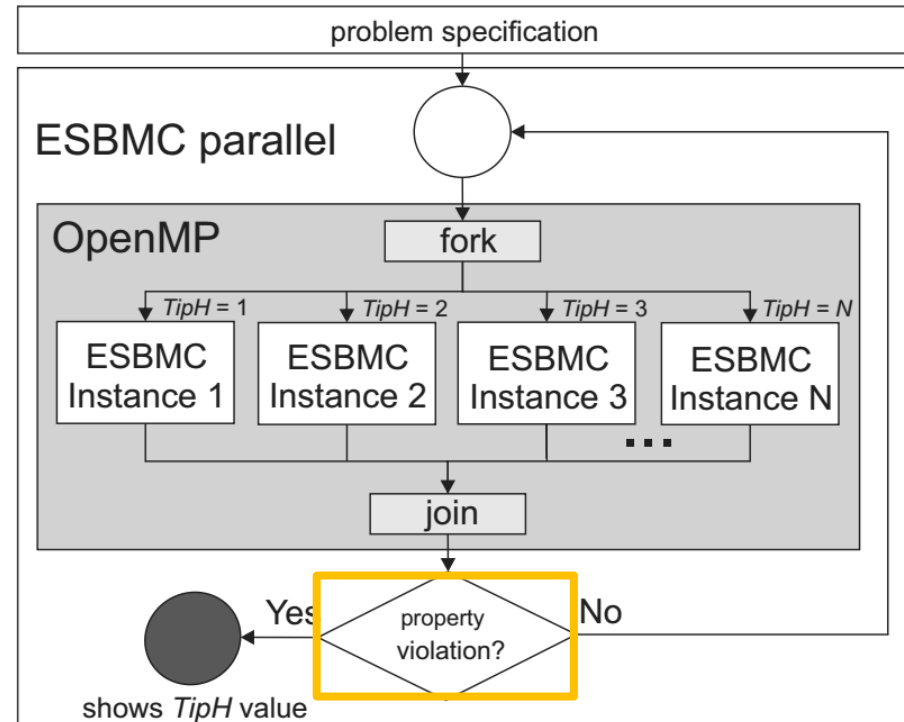 problem specification
ESBMC parallel
OpenMP
fork
TipH = 1
TipH = 2
TipH = 3
TipH = N
ESBMC
Instance 1
ESBMC
Instance 2
ESBMC
Instance 3
...
ESBMC
Instance N
join
Yes
property
violation?
No
shows TipH value